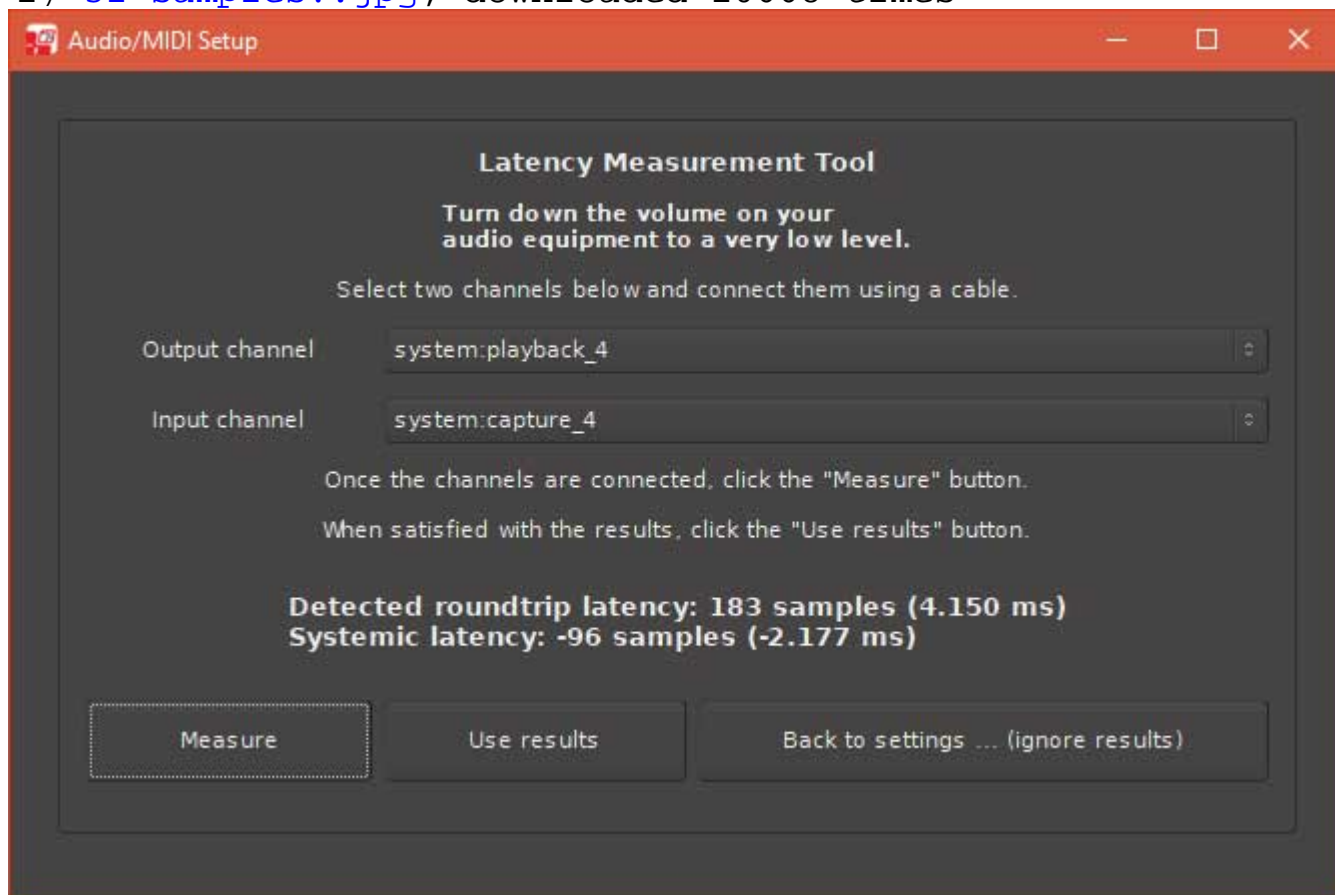 Audio/MIDI Setup
Latency Measurement Tool
Turn down the volume on your
audio equipment to a very low level.
Select two channels below and connect them using a cable.
Output channel system:playback_4
Input channel system:capture_4
Once the channels are connected, click the "Measure" button.
When satisfied with the results, click the "Use results" button.
Detected roundtrip latency: 183 samples (4.150 ms)
Systemic latency: -96 samples (-2.177 ms)
Measure Use results Back to settings ... (ignore results)